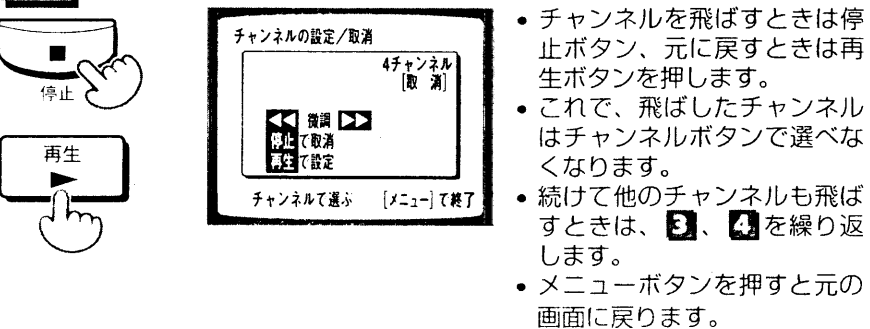 停止
再生
チャンネルの設定/取消
4チャンネル
[取 消]
◀◀ 微調 ▶▶
停止で取消
再生で設定
チャンネルで選ぶ [メニュー]で終了
• チャンネルを飛ばすときは停
止ボタン、元に戻すときは再
生ボタンを押します。
• これで、飛ばしたチャンネル
はチャンネルボタンで選べな
くなります。
• 続けて他のチャンネルも飛ば
すときは、3、4を繰り返
します。
• メニューボタンを押すと元の
画面に戻ります。